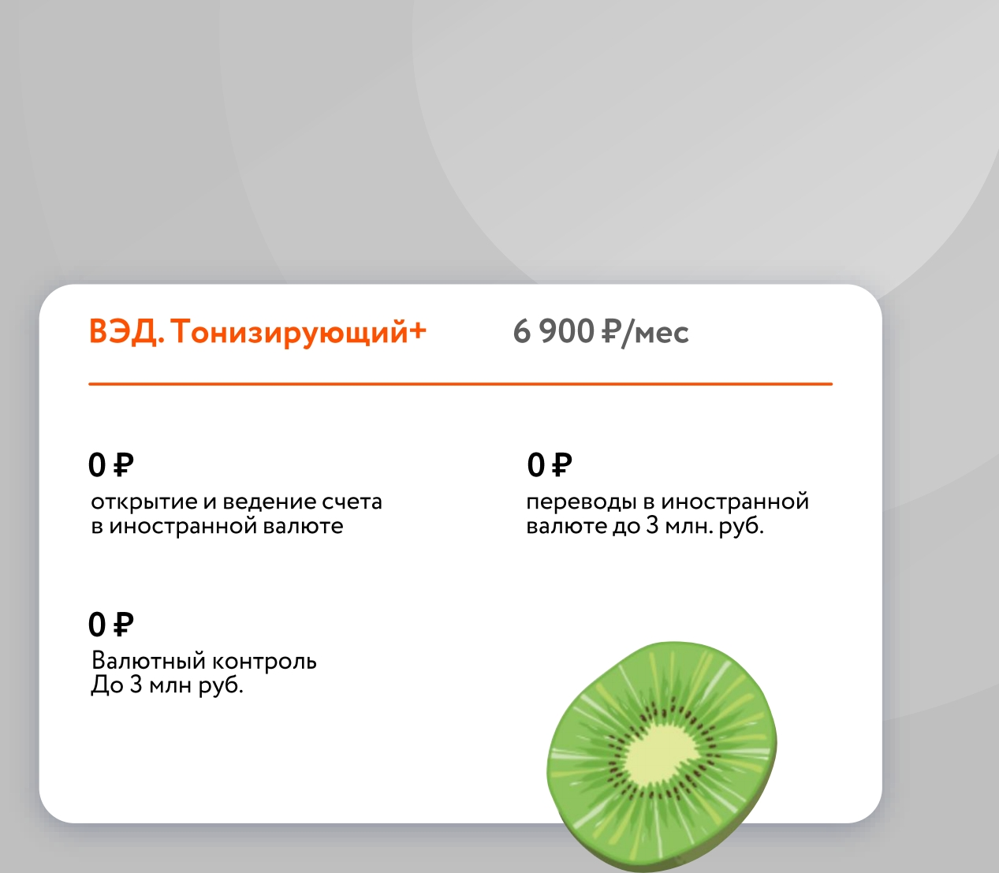 ВЭД. Тонизирующий+ 6 900 ₽/мес
0 ₽
открытие и ведение счета
в иностранной валюте
0 ₽
переводы в иностранной
валюте до 3 млн. руб.
0 ₽
Валютный контроль
До 3 млн руб.